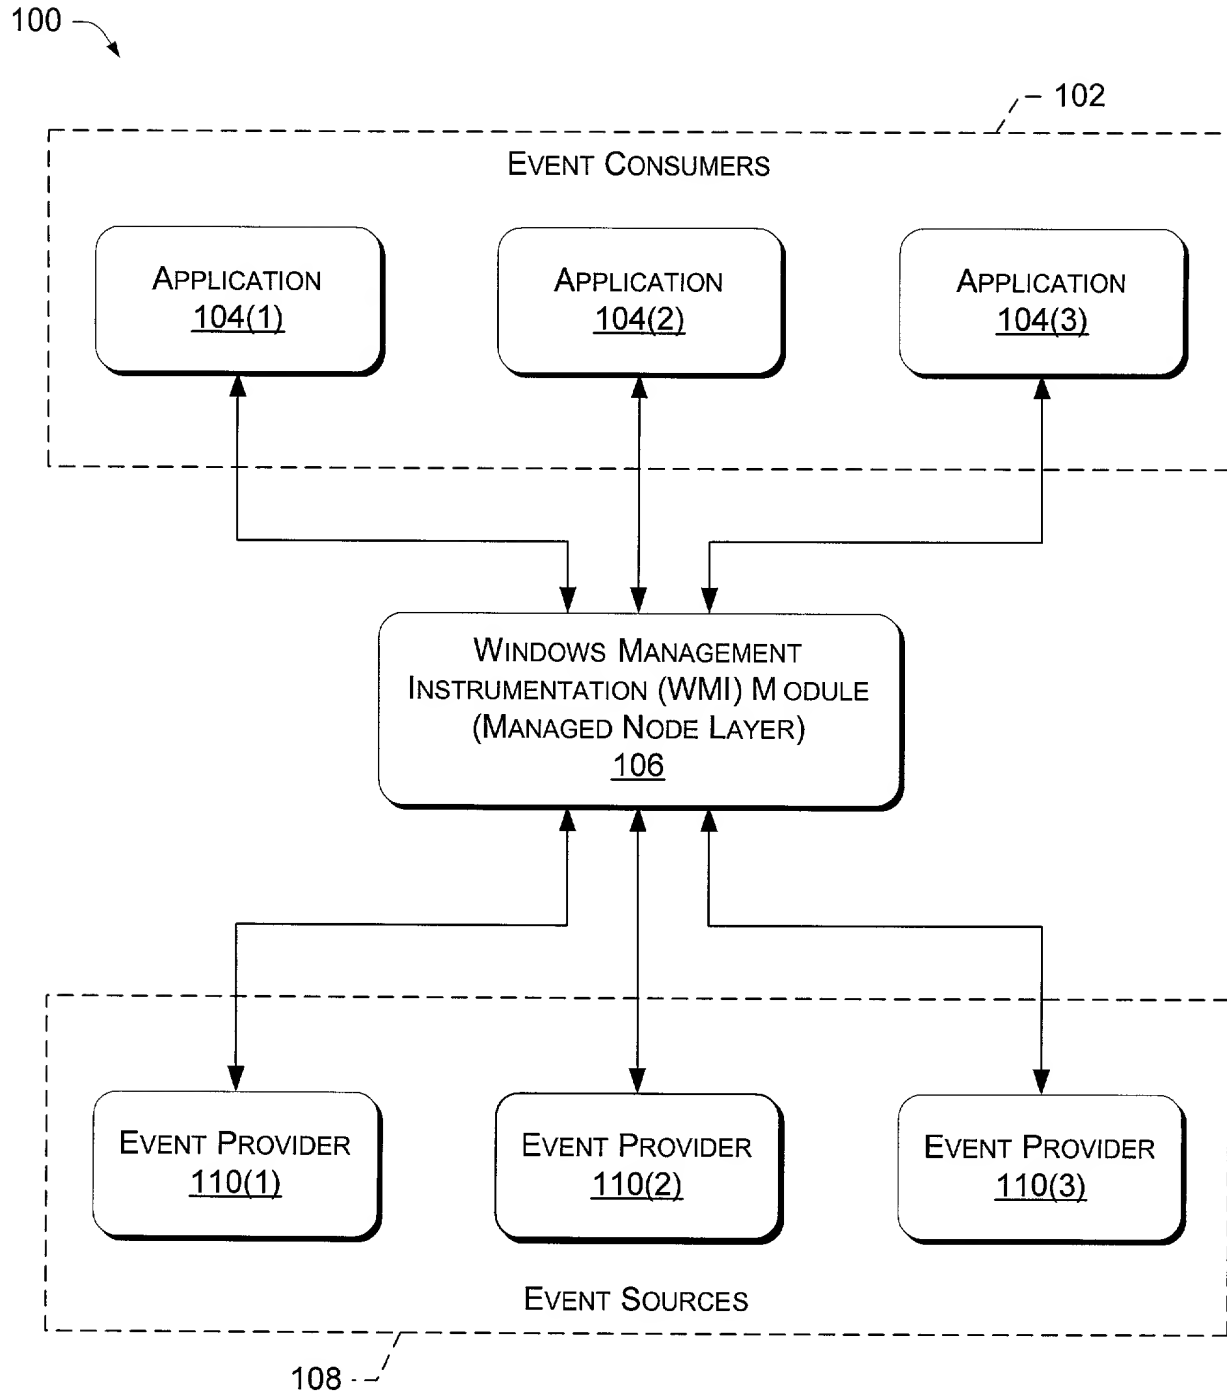 100
102
EVENT CONSUMERS
APPLICATION
104(1)
APPLICATION
104(2)
APPLICATION
104(3)
WINDOWS MANAGEMENT
INSTRUMENTATION (WMI) MODULE
(MANAGED NODE LAYER)
106
EVENT PROVIDER
110(1)
EVENT PROVIDER
110(2)
EVENT PROVIDER
110(3)
EVENT SOURCES
108